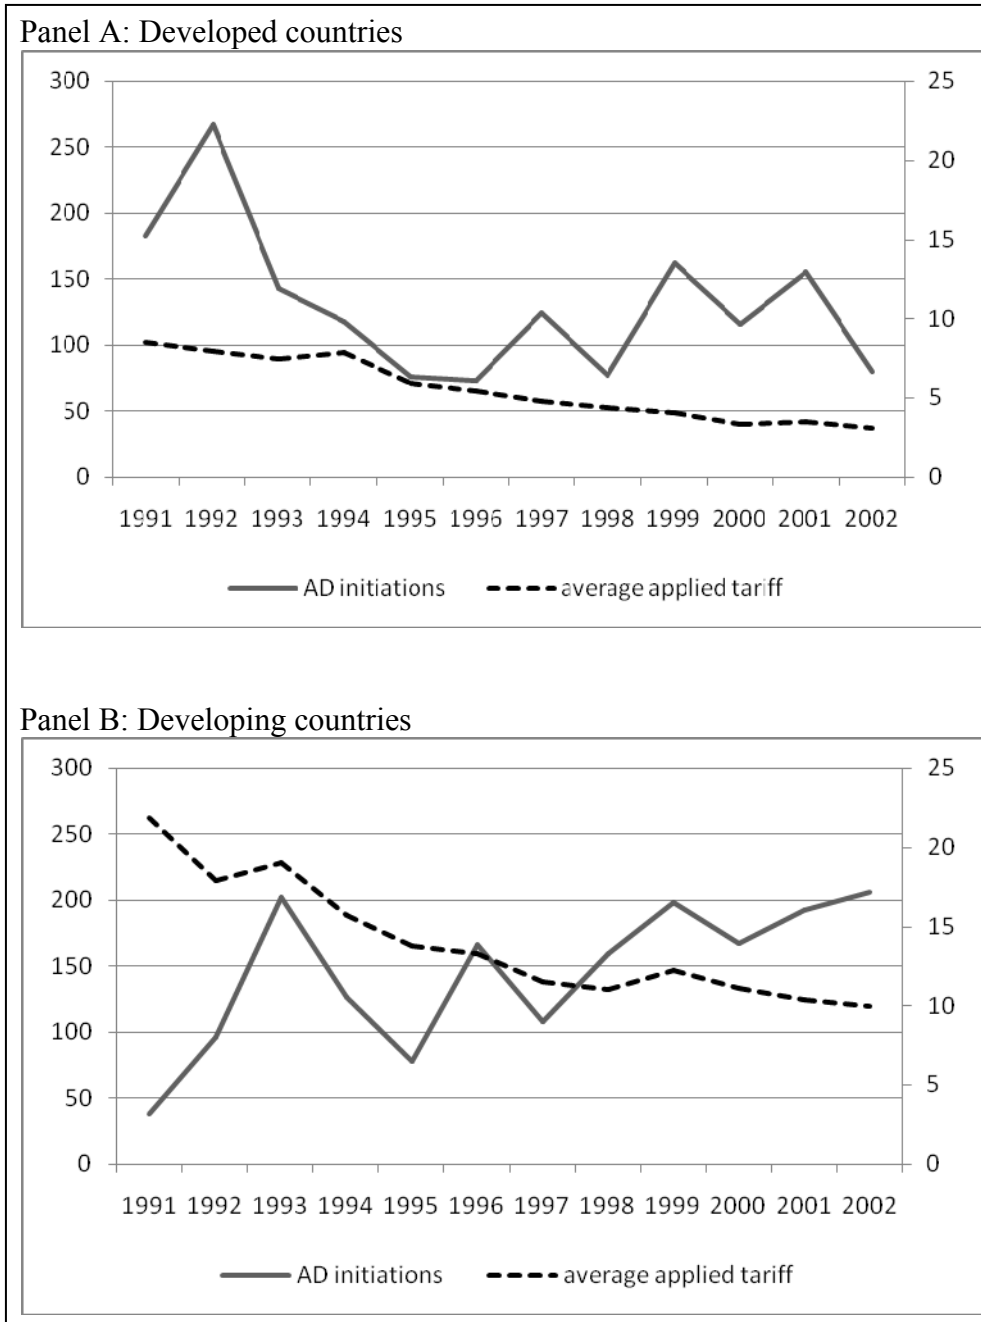 Panel A: Developed countries
300 25
250 20
200 15
150
100 10
50 5
0 0
1991 1992 1993 1994 1995 1996 1997 1998 1999 2000 2001 2002
AD initiations average applied tariff
Panel B: Developing countries
300 25
250 20
200 15
150
100 10
50 5
0 0
1991 1992 1993 1994 1995 1996 1997 1998 1999 2000 2001 2002
AD initiations average applied tariff